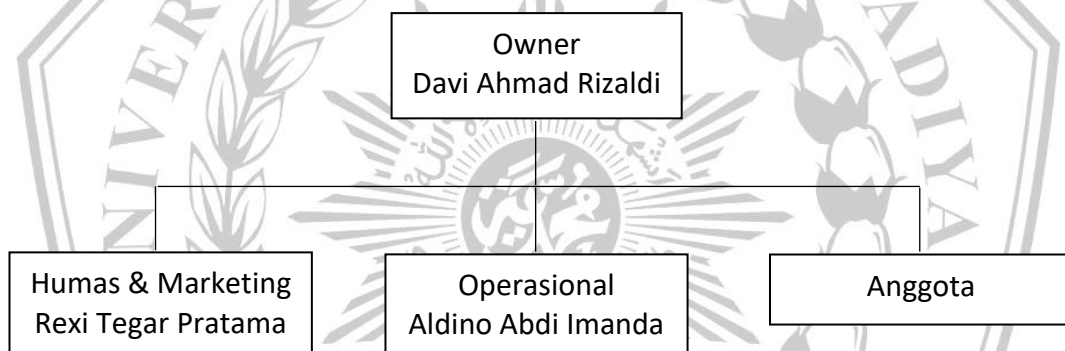 Owner
Davi Ahmad Rizaldi
Humas & Marketing
Rexi Tegar Pratama
Operasional
Aldino Abdi Imanda
Anggota